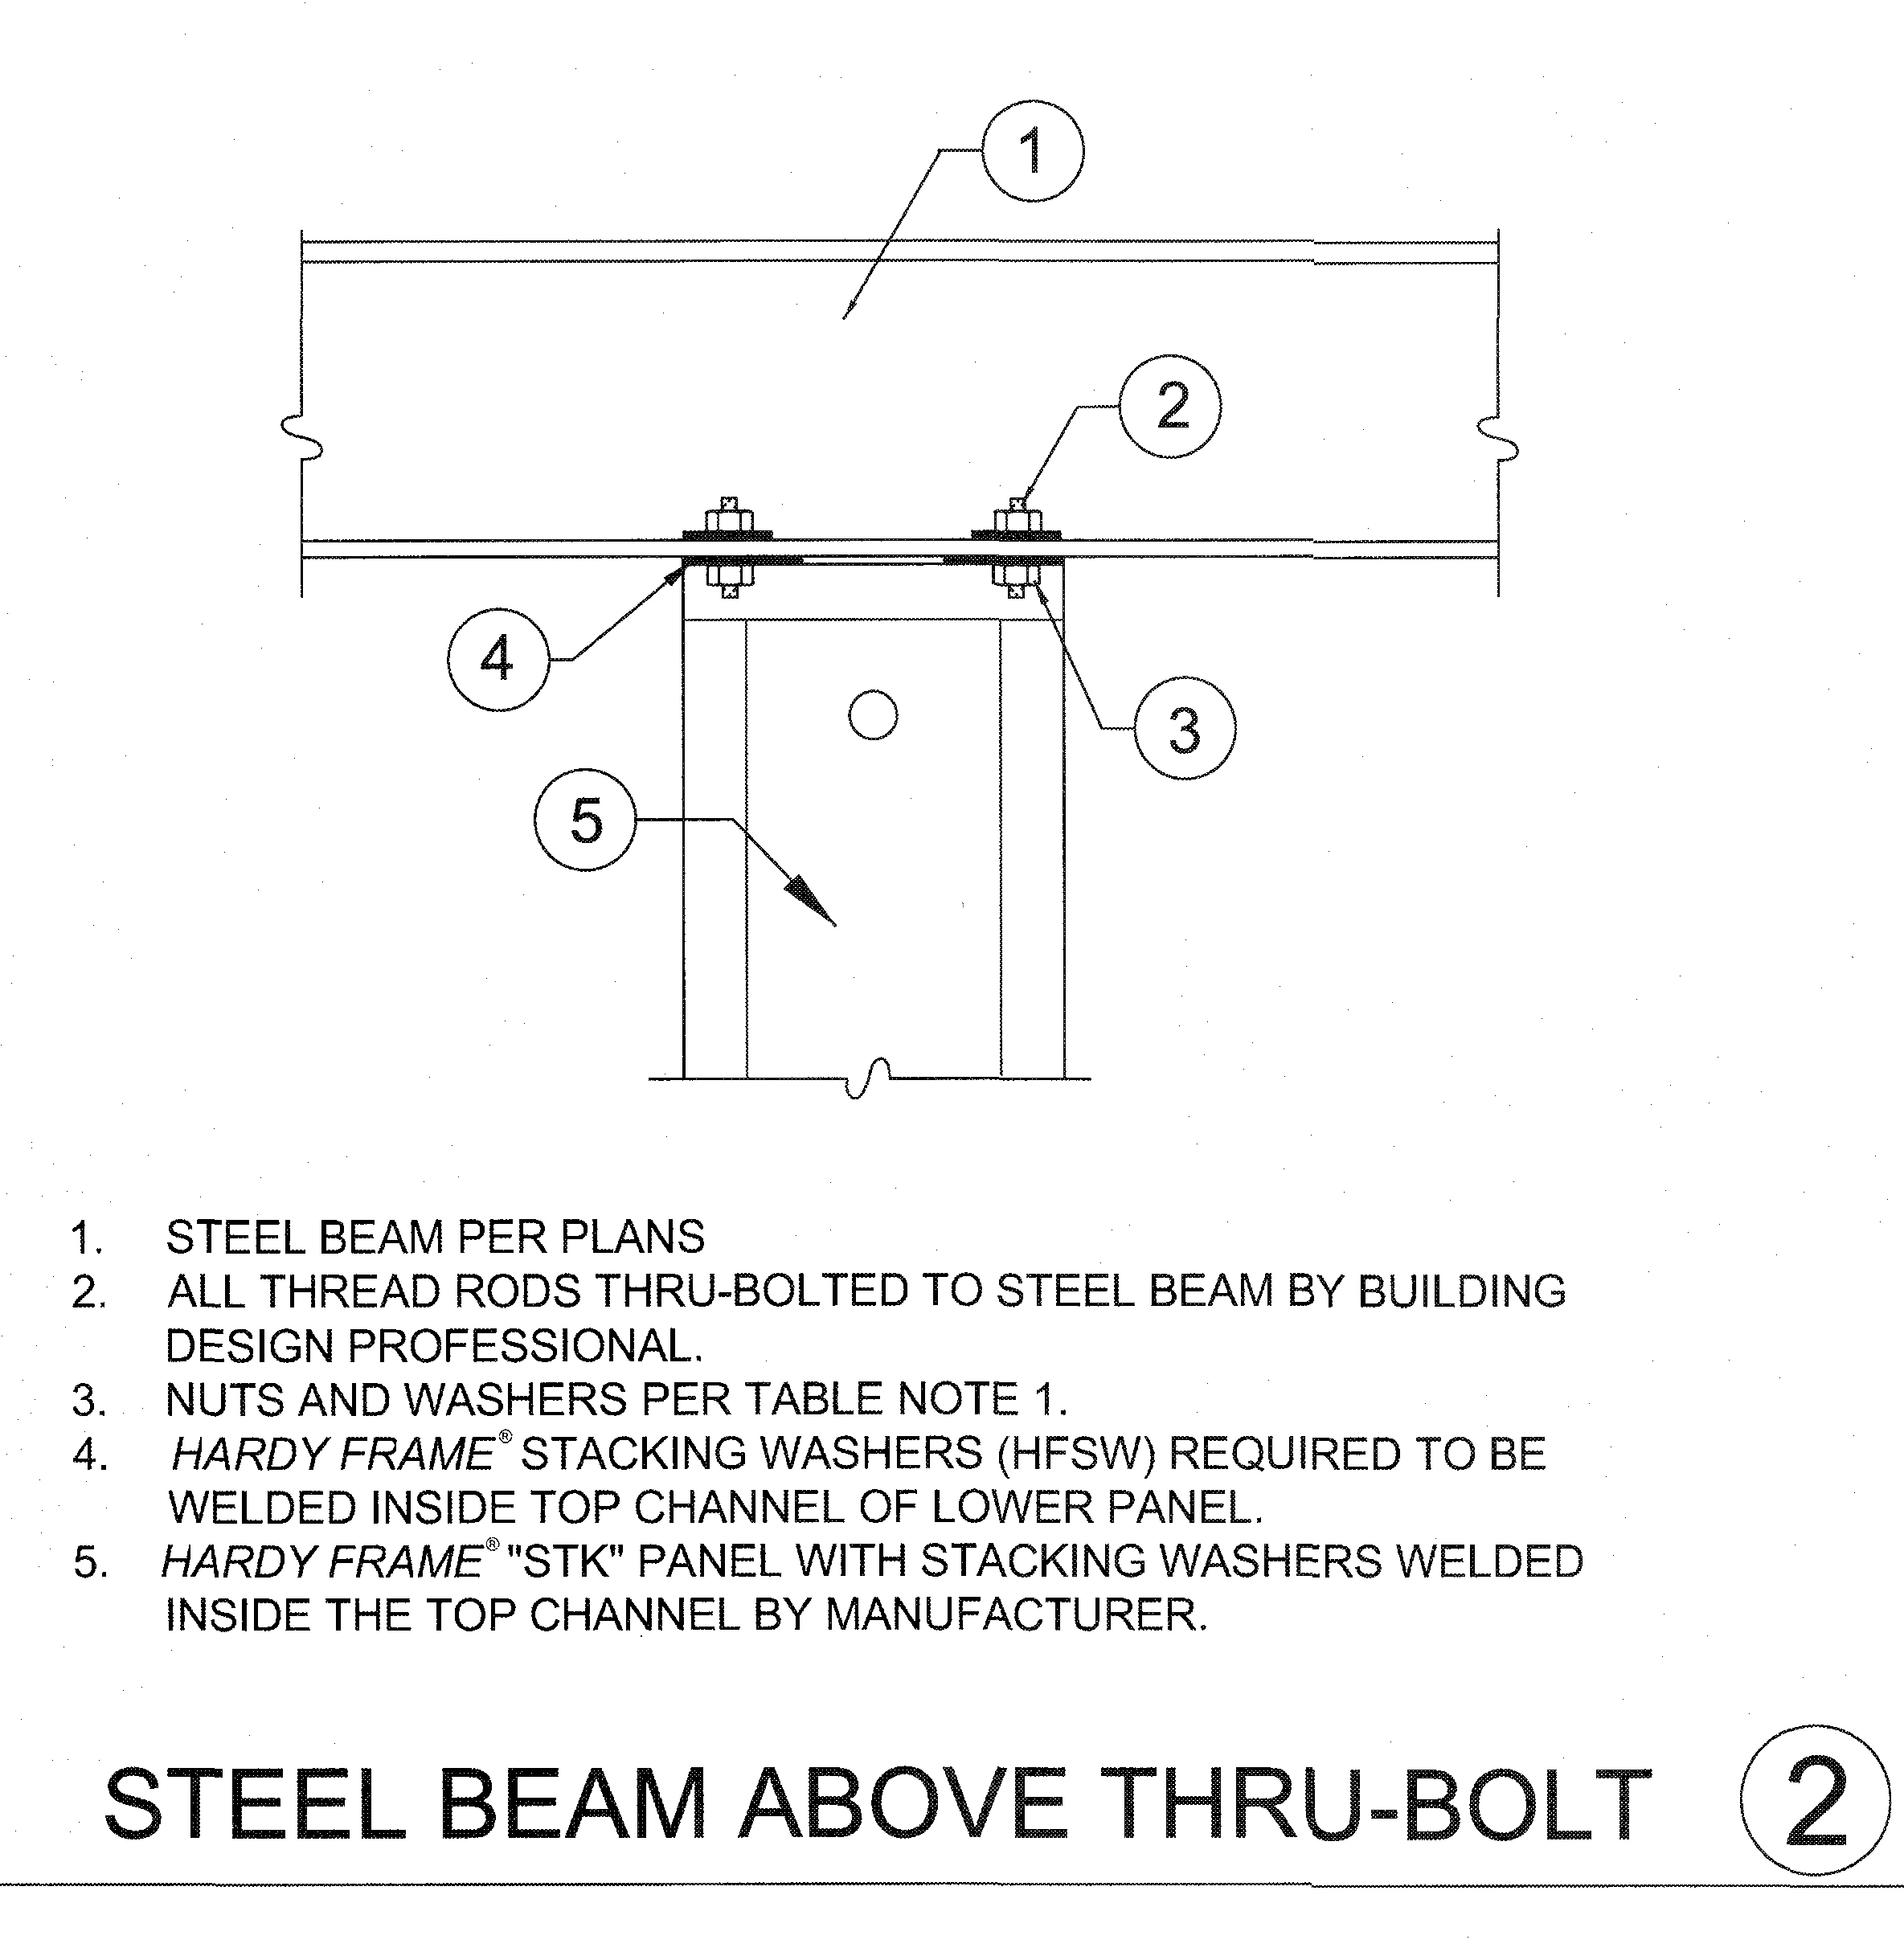 1
2
4
3
5
1. STEEL BEAM PER PLANS
2. ALL THREAD RODS THRU-BOLTED TO STEEL BEAM BY BUILDING
DESIGN PROFESSIONAL.
3. NUTS AND WASHERS PER TABLE NOTE 1.
4. HARDY FRAME® STACKING WASHERS (HFSW) REQUIRED TO BE
WELDED INSIDE TOP CHANNEL OF LOWER PANEL.
5. HARDY FRAME® "STK" PANEL WITH STACKING WASHERS WELDED
INSIDE THE TOP CHANNEL BY MANUFACTURER.
STEEL BEAM ABOVE THRU-BOLT 2